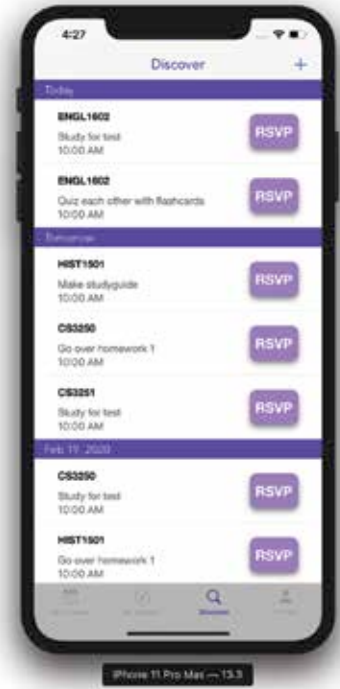 4:27
Discover
+
Today
ENGL1602
Study for test
10:00 AM
RSVP
ENGL1602
Quiz each other with flashcards
10:00 AM
RSVP
Tomorrow
HIST1501
Make studyguide
10:00 AM
RSVP
CS3250
Go over homework 1
10:00 AM
RSVP
CS3251
Study for test
10:00 AM
RSVP
Feb 19, 2020
CS3250
Study for test
10:00 AM
RSVP
HIST1501
Go over homework 1
10:00 AM
RSVP
Discover
iPhone 11 Pro Max — 13.3